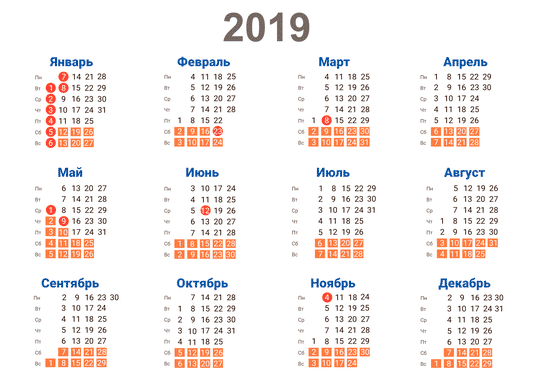 2019
Январь
Пн 7 14 21 28
Вт 1 8 15 22 29
Ср 2 9 16 23 30
Чт 3 10 17 24 31
Пт 4 11 18 25
Сб 5 12 19 26
Вс 6 13 20 27
Февраль
Пн 4 11 18 25
Вт 5 12 19 26
Ср 6 13 20 27
Чт 7 14 21 28
Пт 1 8 15 22
Сб 2 9 16 23
Вс 3 10 17 24
Март
Пн 4 11 18 25
Вт 5 12 19 26
Ср 6 13 20 27
Чт 7 14 21 28
Пт 1 8 15 22 29
Сб 2 9 16 23 30
Вс 3 10 17 24 31
Апрель
Пн 1 8 15 22 29
Вт 2 9 16 23 30
Ср 3 10 17 24
Чт 4 11 18 25
Пт 5 12 19 26
Сб 6 13 20 27
Вс 7 14 21 28
Май
Пн 6 13 20 27
Вт 7 14 21 28
Ср 1 8 15 22 29
Чт 2 9 16 23 30
Пт 3 10 17 24 31
Сб 4 11 18 25
Вс 5 12 19 26
Июнь
Пн 3 10 17 24
Вт 4 11 18 25
Ср 5 12 19 26
Чт 6 13 20 27
Пт 7 14 21 28
Сб 1 8 15 22 29
Вс 2 9 16 23 30
Июль
Пн 1 8 15 22 29
Вт 2 9 16 23 30
Ср 3 10 17 24 31
Чт 4 11 18 25
Пт 5 12 19 26
Сб 6 13 20 27
Вс 7 14 21 28
Август
Пн 5 12 19 26
Вт 6 13 20 27
Ср 7 14 21 28
Чт 1 8 15 22 29
Пт 2 9 16 23 30
Сб 3 10 17 24 31
Вс 4 11 18 25
Сентябрь
Пн 2 9 16 23 30
Вт 3 10 17 24
Ср 4 11 18 25
Чт 5 12 19 26
Пт 6 13 20 27
Сб 7 14 21 28
Вс 1 8 15 22 29
Октябрь
Пн 7 14 21 28
Вт 1 8 15 22 29
Ср 2 9 16 23 30
Чт 3 10 17 24 31
Пт 4 11 18 25
Сб 5 12 19 26
Вс 6 13 20 27
Ноябрь
Пн 4 11 18 25
Вт 5 12 19 26
Ср 6 13 20 27
Чт 7 14 21 28
Пт 1 8 15 22 29
Сб 2 9 16 23 30
Вс 3 10 17 24
Декабрь
Пн 2 9 16 23 30
Вт 3 10 17 24 31
Ср 4 11 18 25
Чт 5 12 19 26
Пт 6 13 20 27
Сб 7 14 21 28
Вс 1 8 15 22 29